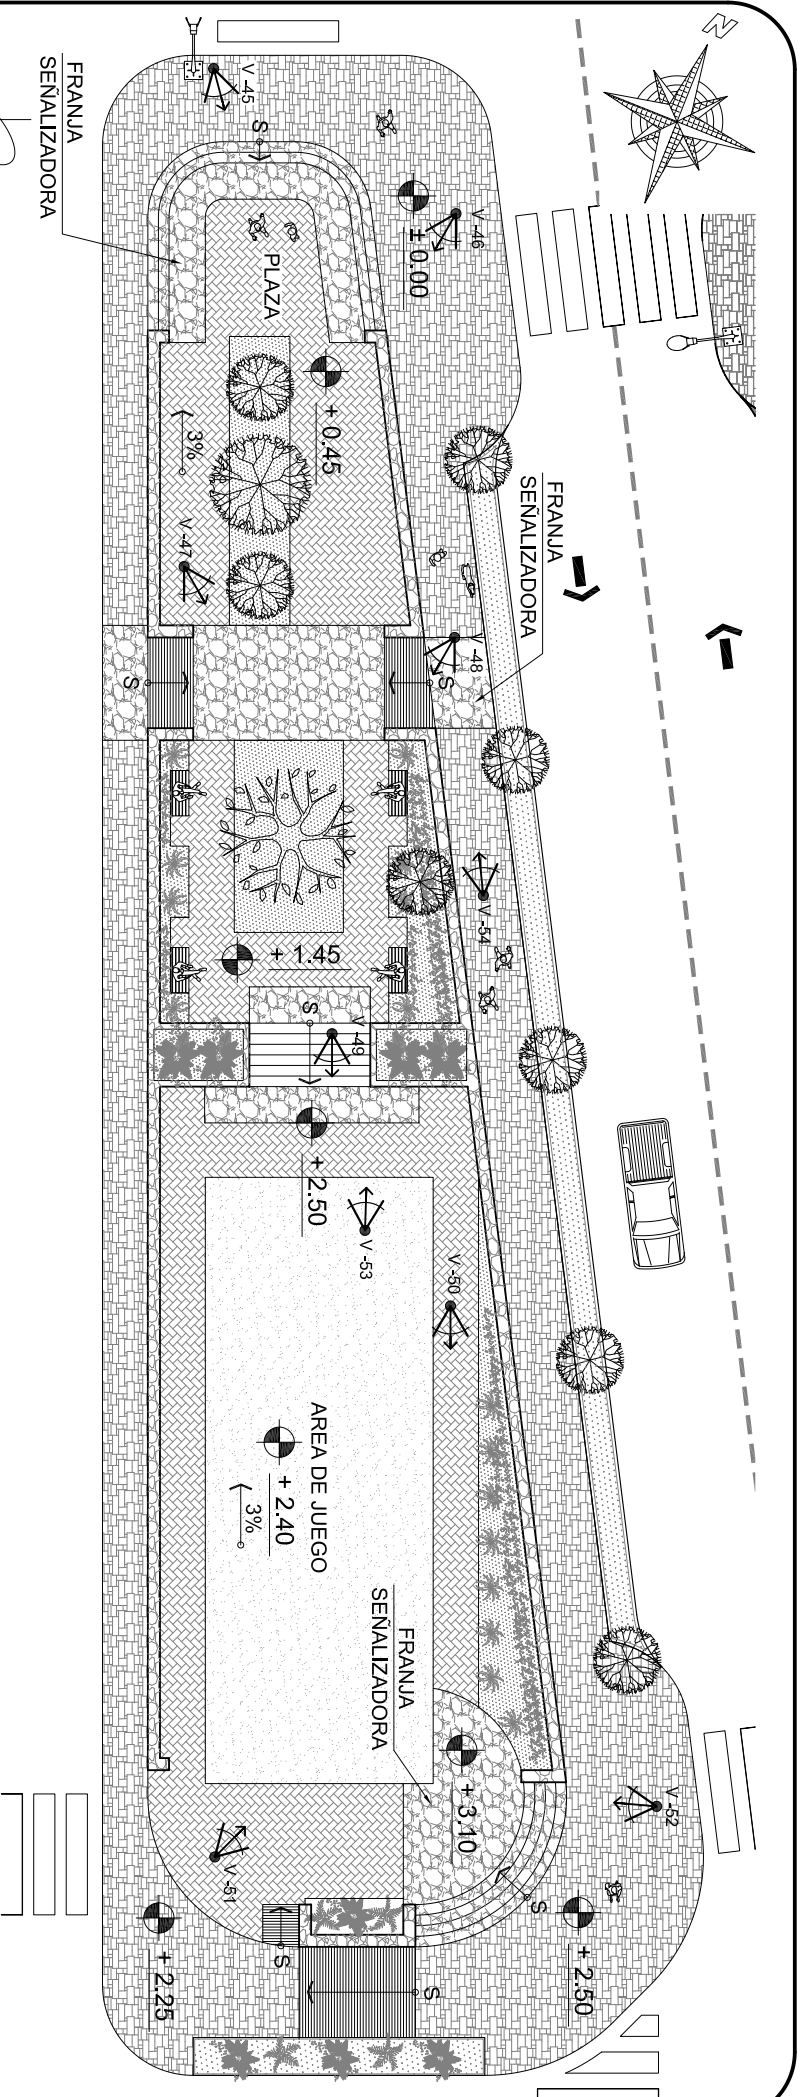 N
FRANJA
SEÑALIZADORA
V -45
S
V -46
± 0.00
PLAZA
+ 0.45
3%
V -47
FRANJA
SEÑALIZADORA
V -48
S
S
V -54
+ 1.45
S
V -49
+ 2.50
V -53
V -50
AREA DE JUEGO
+ 2.40
3%
FRANJA
SEÑALIZADORA
+ 3.10
V -52
V -51
S
S
S
+ 2.50
+ 2.25